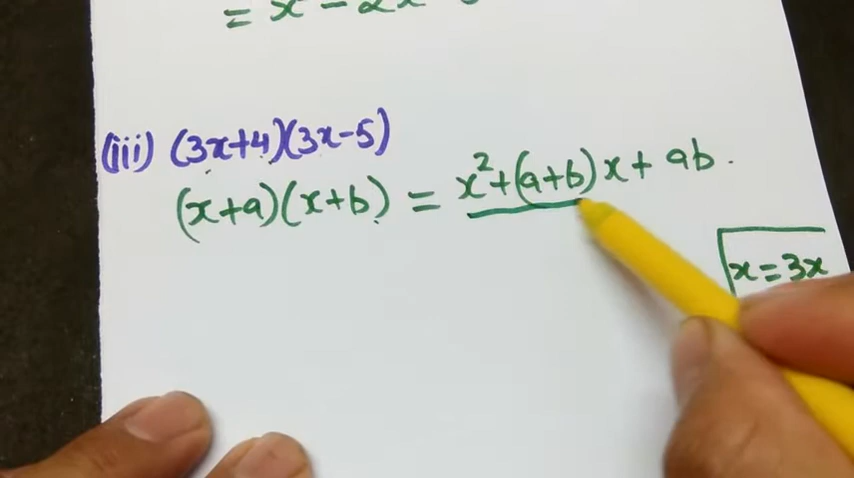 (iii) (3x+4)(3x-5)
(x+a)(x+b) = x²+(a+b)x+ab.
x=3x